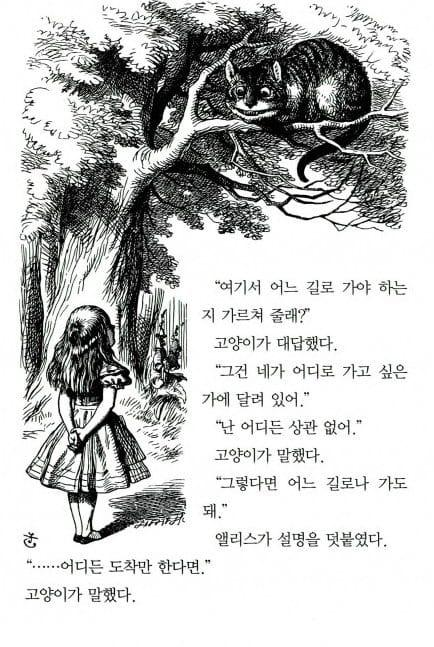 “여기서 어느 길로 가야 하는
지 가르쳐 줄래?”
고양이가 대답했다.
“그건 네가 어디로 가고 싶은
가에 달려 있어.”
“난 어디든 상관 없어.”
고양이가 말했다.
“그렇다면 어느 길로나 가도
돼.”
앨리스가 설명을 덧붙였다.
“……어디든 도착만 한다면.”
고양이가 말했다.